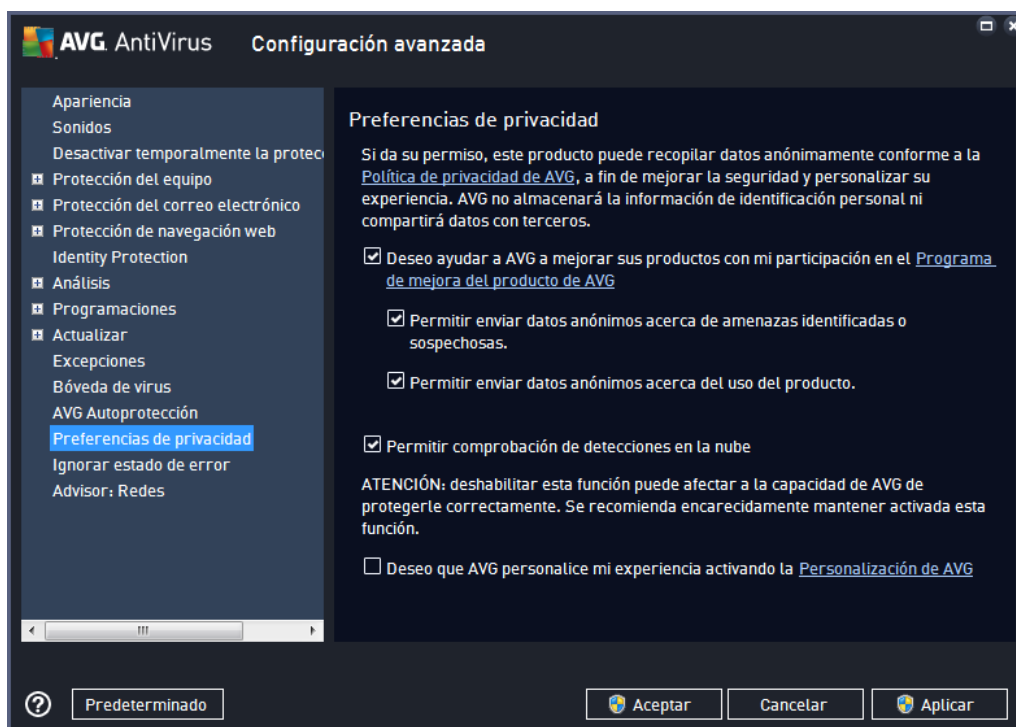 AVG. AntiVirus
Configuración avanzada
Apariencia
Sonidos
Desactivar temporalmente la protec
Protección del equipo
Protección del correo electrónico
Protección de navegación web
Identity Protection
Análisis
Programaciones
Actualizar
Excepciones
Bóveda de virus
AVG Autoprotección
Preferencias de privacidad
Ignorar estado de error
Advisor: Redes
Preferencias de privacidad
Si da su permiso, este producto puede recopilar datos anónimamente conforme a la
Política de privacidad de AVG, a fin de mejorar la seguridad y personalizar su
experiencia. AVG no almacenará la información de identificación personal ni
compartirá datos con terceros.
Deseo ayudar a AVG a mejorar sus productos con mi participación en el Programa
de mejora del producto de AVG
Permitir enviar datos anónimos acerca de amenazas identificadas o
sospechosas.
Permitir enviar datos anónimos acerca del uso del producto.
Permitir comprobación de detecciones en la nube
ATENCIÓN: deshabilitar esta función puede afectar a la capacidad de AVG de
protegerle correctamente. Se recomienda encarecidamente mantener activada esta
función.
Deseo que AVG personalice mi experiencia activando la Personalización de AVG
Predeterminado
Aceptar
Cancelar
Aplicar